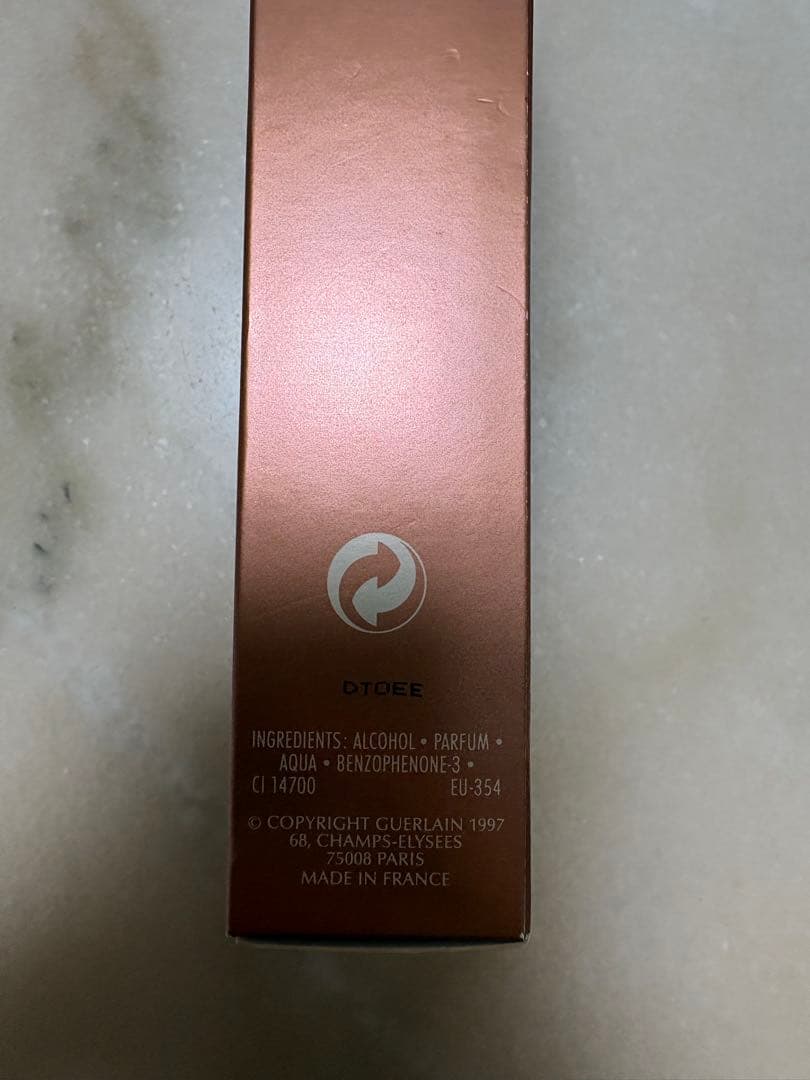 DTOEE
INGREDIENTS: ALCOHOL • PARFUM •
AQUA • BENZOPHENONE-3 •
CI 14700 EU-354
© COPYRIGHT GUERLAIN 1997
68, CHAMPS-ELYSEES
75008 PARIS
MADE IN FRANCE